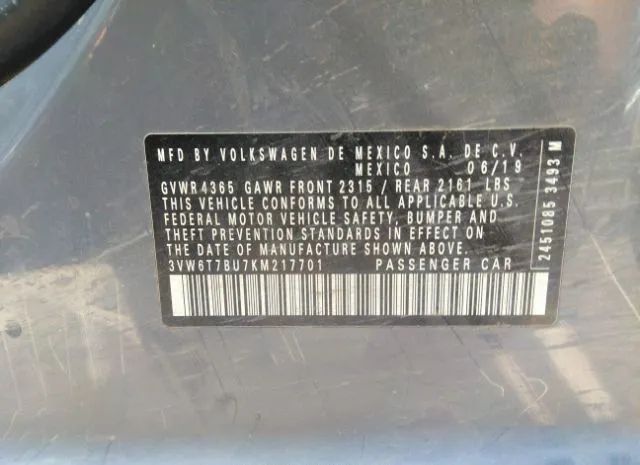 MFD BY VOLKSWAGEN DE MEXICO S.A. DE C.V.
MEXICO 06/19
GVWR4365 GAWR FRONT 2315 / REAR 2161 LBS
THIS VEHICLE CONFORMS TO ALL APPLICABLE U.S.
FEDERAL MOTOR VEHICLE SAFETY, BUMPER AND
THEFT PREVENTION STANDARDS IN EFFECT ON
THE DATE OF MANUFACTURE SHOWN ABOVE.
3VW6T7BU7KM217701 PASSENGER CAR
2451085 3493 M